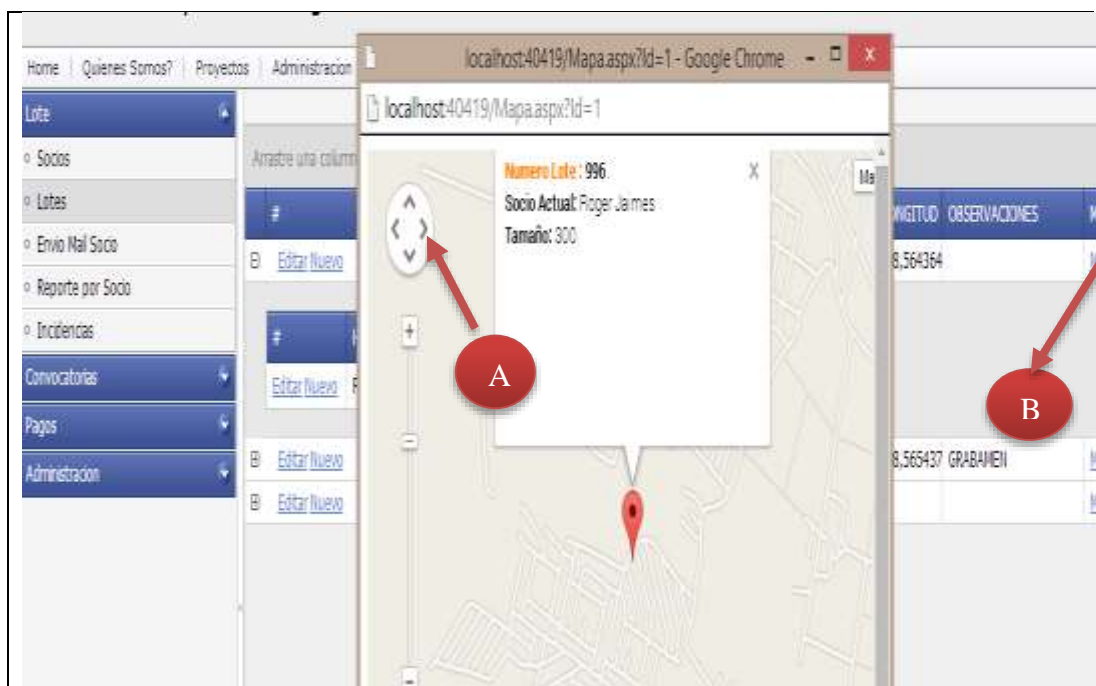 Home | Quienes Somos? | Proyectos | Administracion
Lote
Socios
Lotes
Envio Mail Socio
Reporte por Socio
Incidencias
Convocatorias
Pagos
Administracion
Arrastre una column
#
Editar Nuevo
#
Editar Nuevo
Editar Nuevo
Editar Nuevo
localhost:40419/Mapa.aspx?Id=1 - Google Chrome
localhost:40419/Mapa.aspx?Id=1
Numero Lote : 996
Socio Actual: Roger Jaimes
Tamaño: 300
Ma
A
NGITUD OBSERVACIONES M
8,564364 M
B
8,565437 GRABAMEN M
M